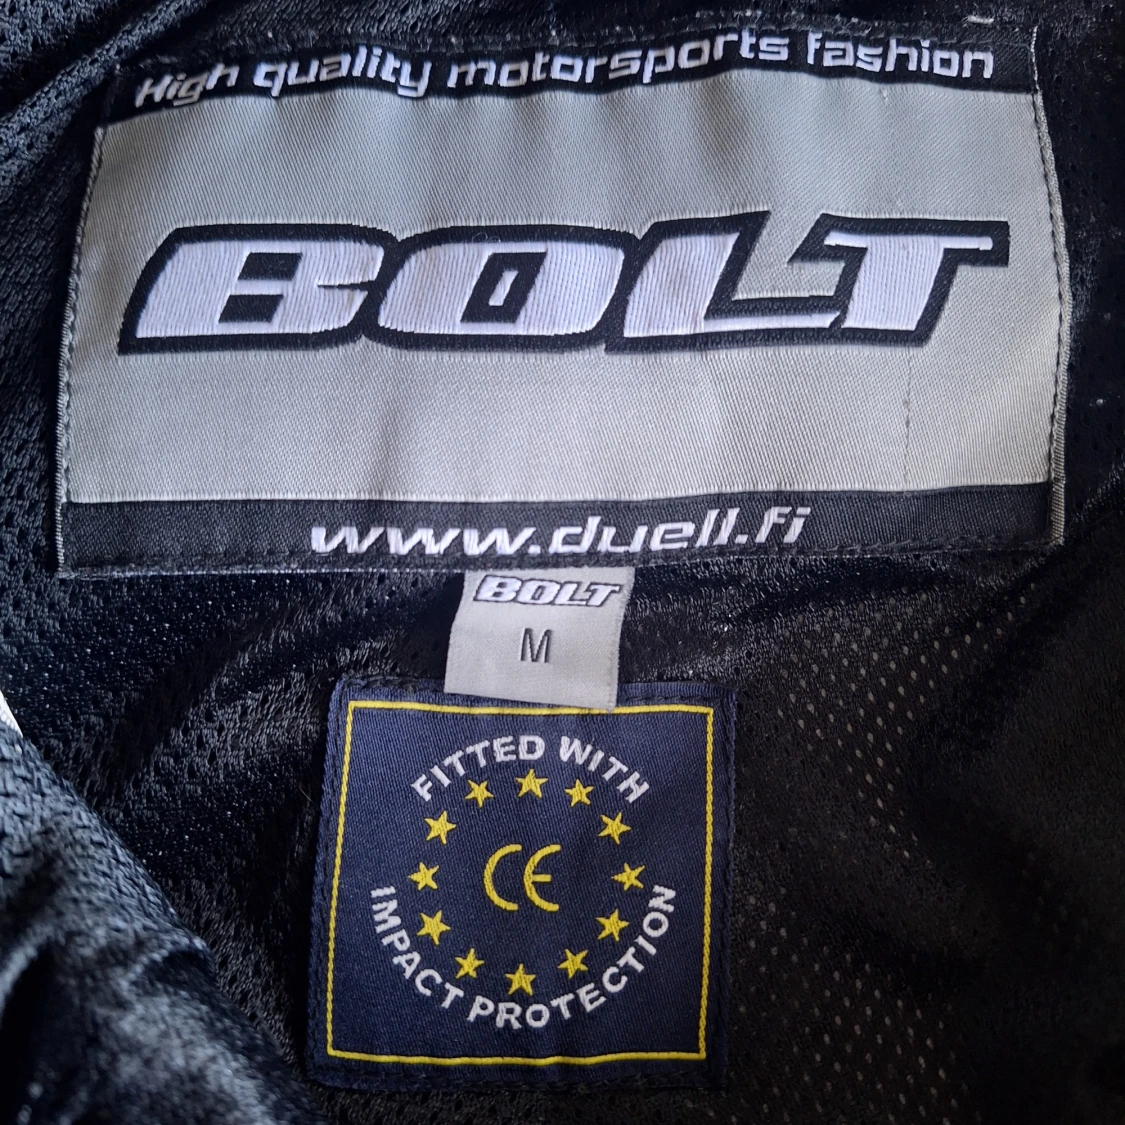 High quality motorsports fashion
BOLT
www.duell.fi
BOLT
M
FITTED WITH
CE
IMPACT PROTECTION